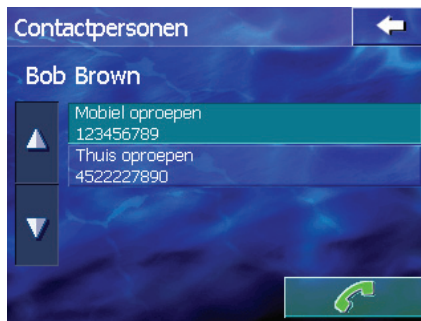 Contactpersonen
Bob Brown
Mobiel oproepen
123456789
Thuis oproepen
4522227890